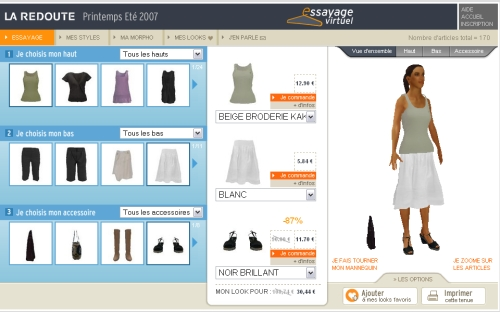 LA REDOUTE Printemps Eté 2007
essayage virtuel
AIDE
ACCUEIL
INSCRIPTION
ESSAYAGE
MES STYLES
MA MORPHO
MES LOOKS
J'EN PARLE
Nombre d'articles total = 170
1 Je choisis mon haut
Tous les hauts
12,90 €
Je commande
+ d'infos
BEIGE BRODERIE KAK
2 Je choisis mon bas
Tous les bas
5,84 €
Je commande
+ d'infos
BLANC
3 Je choisis mon accessoire
Tous les accessoires
-87%
11,70 €
Je commande
+ d'infos
NOIR BRILLANT
MON LOOK POUR : 30,44 €
Vue d'ensemble
Haut
Bas
Accessoire
JE FAIS TOURNER
MON MANNEQUIN
JE ZOOME SUR
LES ARTICLES
> LES OPTIONS
Ajouter
à mes looks favoris
Imprimer
cette tenue